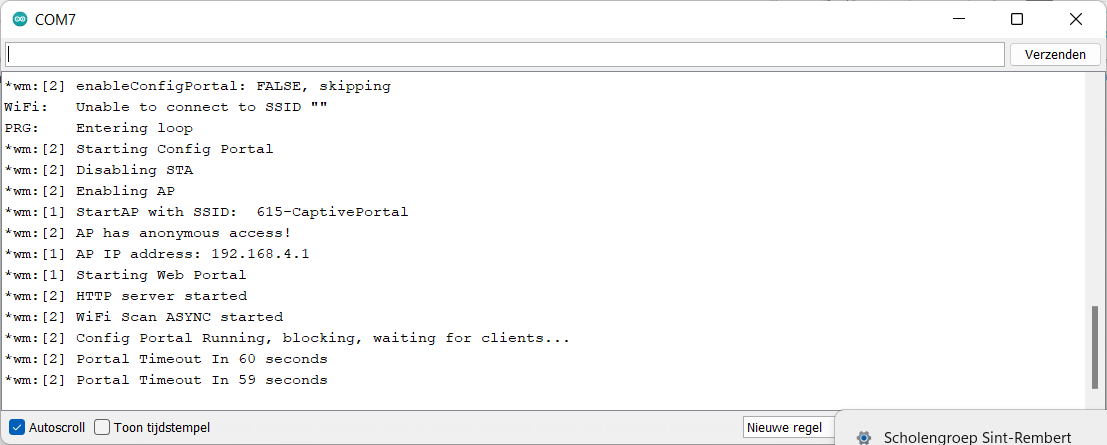 COM7
Verzenden
*wm:[2] enableConfigPortal: FALSE, skipping
WiFi: Unable to connect to SSID ""
PRG: Entering loop
*wm:[2] Starting Config Portal
*wm:[2] Disabling STA
*wm:[2] Enabling AP
*wm:[1] StartAP with SSID: 615-CaptivePortal
*wm:[2] AP has anonymous access!
*wm:[1] AP IP address: 192.168.4.1
*wm:[1] Starting Web Portal
*wm:[2] HTTP server started
*wm:[2] WiFi Scan ASYNC started
*wm:[2] Config Portal Running, blocking, waiting for clients...
*wm:[2] Portal Timeout In 60 seconds
*wm:[2] Portal Timeout In 59 seconds
Autoscroll Toon tijdstempel Nieuwe regel
Scholengroep Sint-Rembert